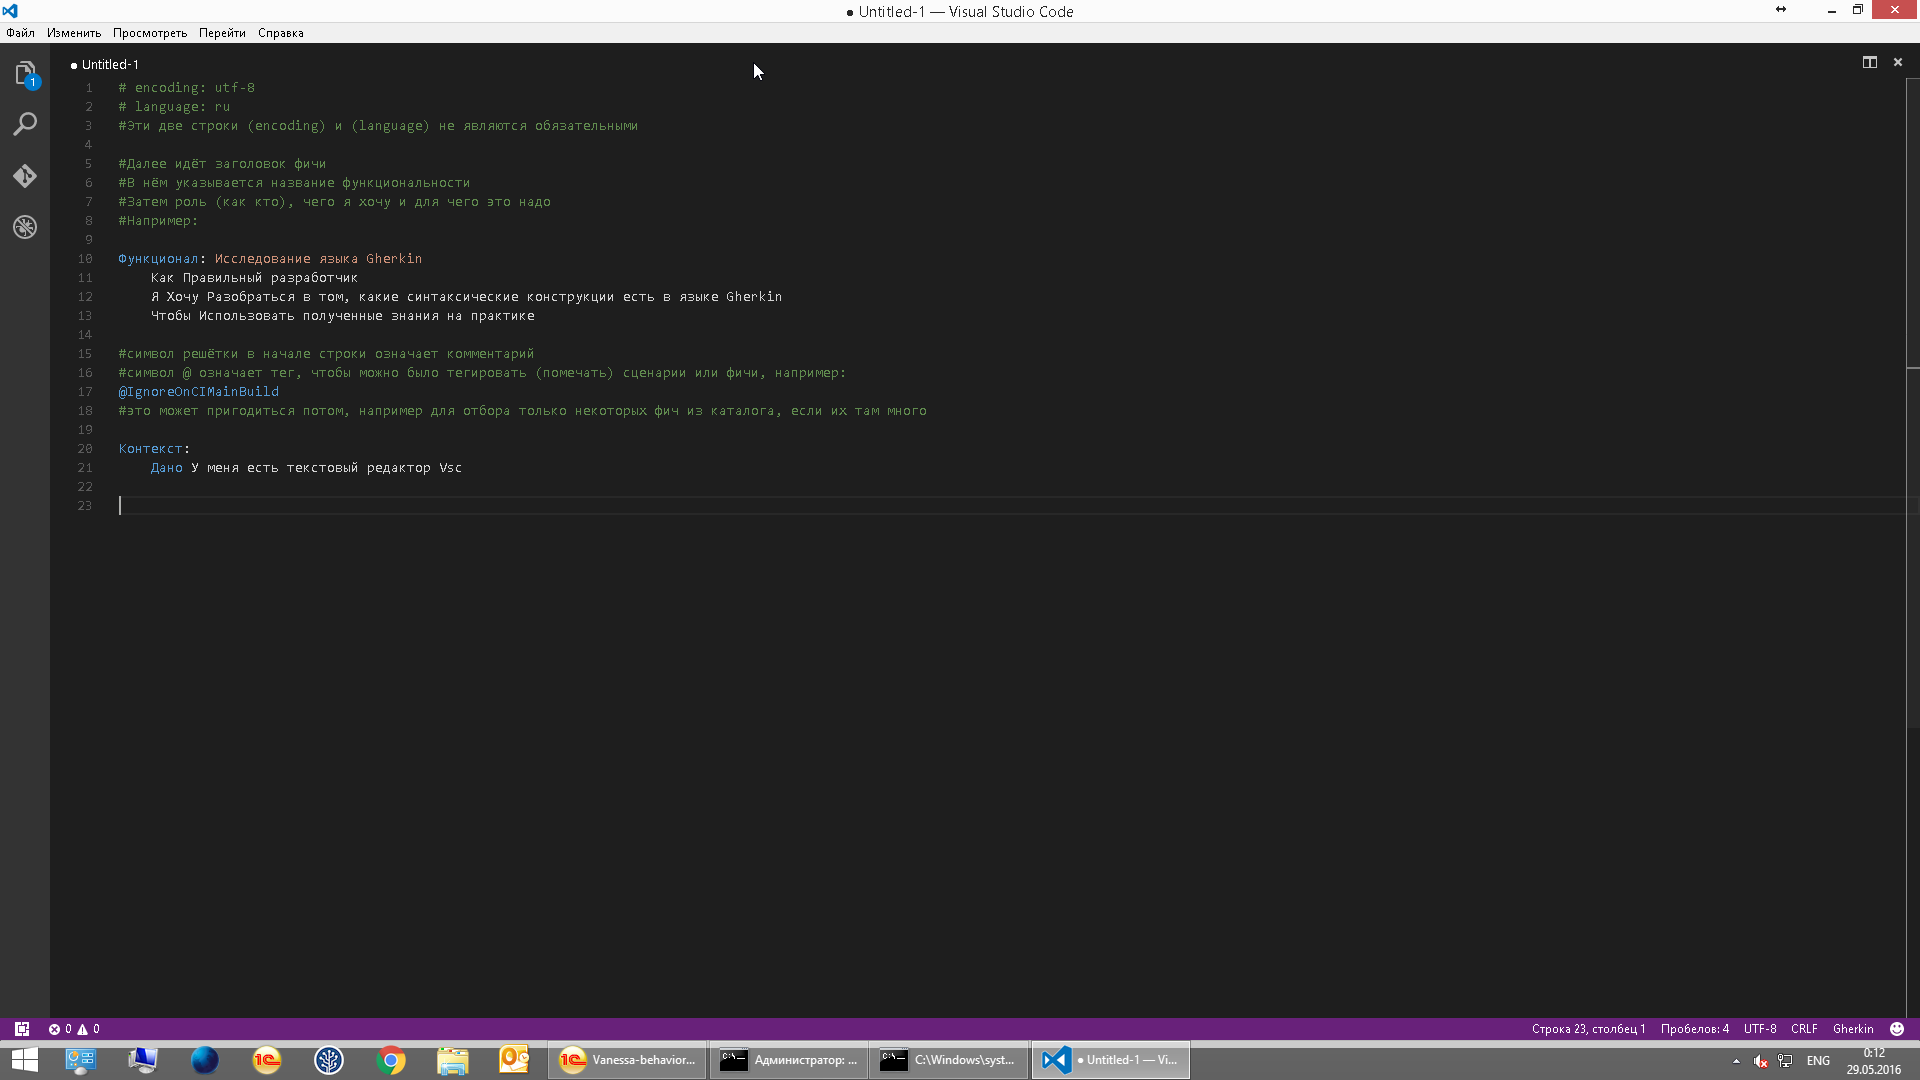 ● Untitled-1 — Visual Studio Code
Файл Изменить Просмотреть Перейти Справка
● Untitled-1
1
1 # encoding: utf-8
2 # language: ru
3 #Эти две строки (encoding) и (language) не являются обязательными
4
5 #Далее идёт заголовок фичи
6 #В нём указывается название функциональности
7 #Затем роль (как кто), чего я хочу и для чего это надо
8 #Например:
9
10 Функционал: Исследование языка Gherkin
11 Как Правильный разработчик
12 Я Хочу Разобраться в том, какие синтаксические конструкции есть в языке Gherkin
13 Чтобы Использовать полученные знания на практике
14
15 #символ решётки в начале строки означает комментарий
16 #символ @ означает тег, чтобы можно было тегировать (помечать) сценарии или фичи, например:
17 @IgnoreOnCIMainBuild
18 #это может пригодиться потом, например для отбора только некоторых фич из каталога, если их там много
19
20 Контекст:
21 Дано У меня есть текстовый редактор Vsc
22
23
0 0 Строка 23, столбец 1 Пробелов: 4 UTF-8 CRLF Gherkin
Vanessa-behavior... Администратор: ... C:\Windows\syst... ● Untitled-1 — Vi... ENG 0:12
29.05.2016